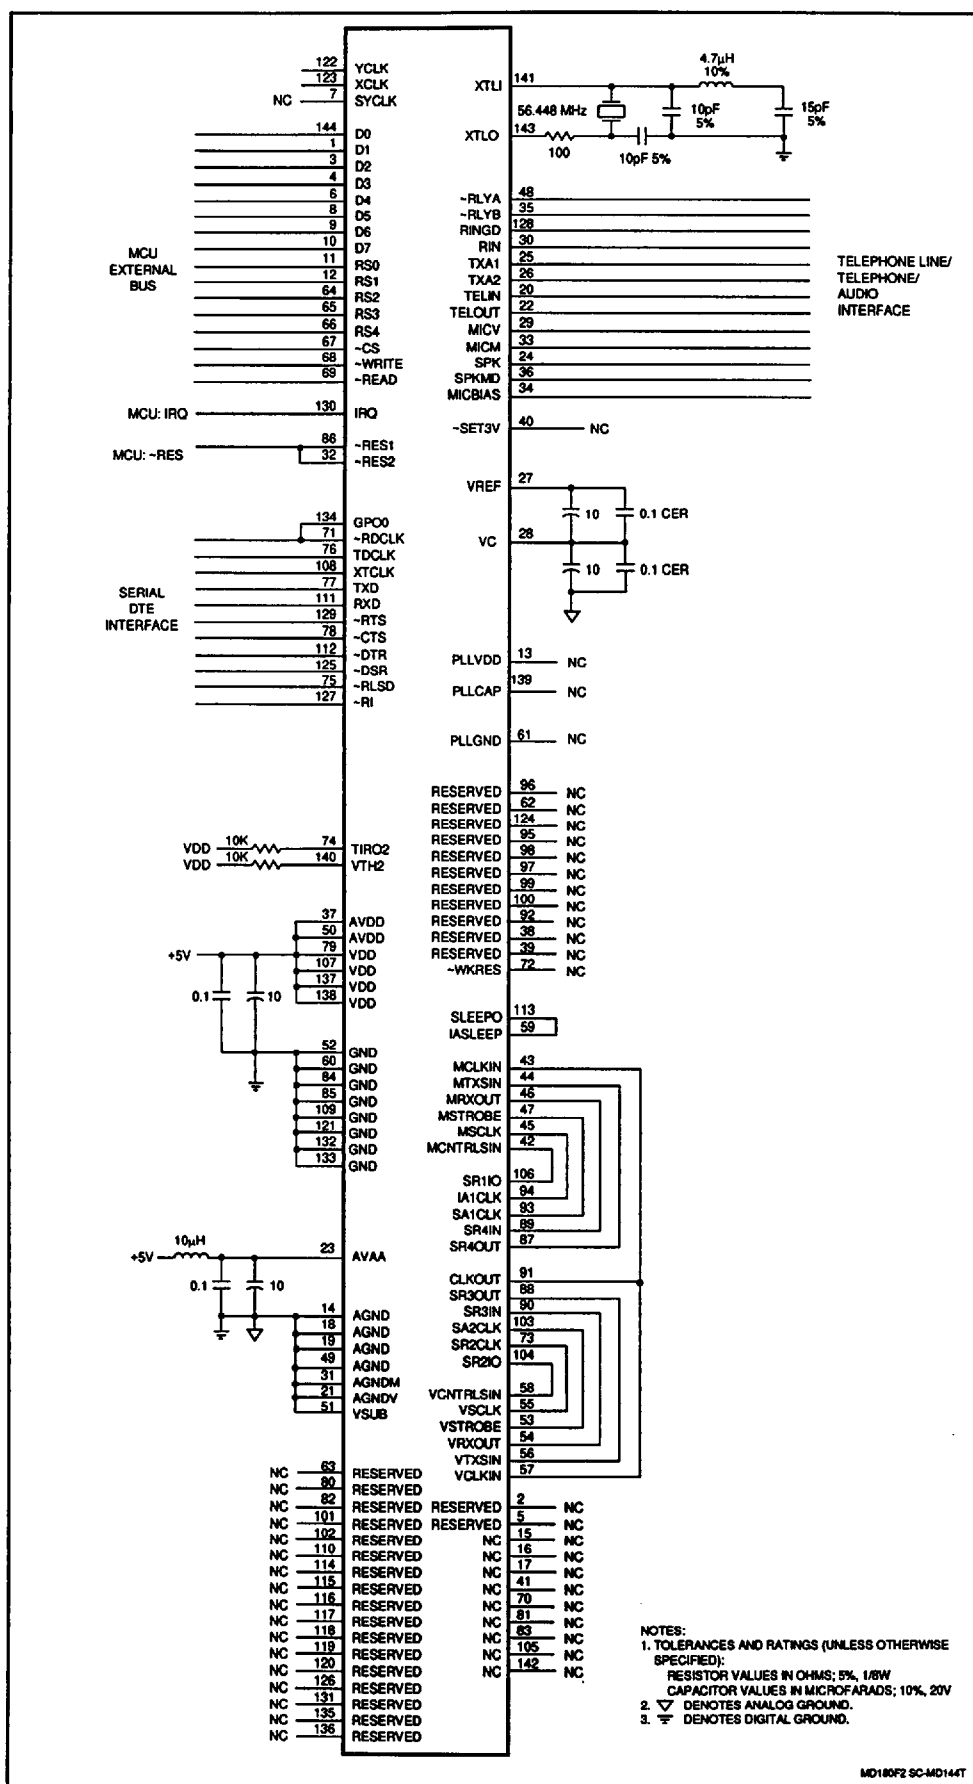 122 YCLK
123 XCLK
NC 7 SYCLK
144 D0
1 D1
3 D2
4 D3
6 D4
8 D5
9 D6
10 D7
11 RS0
12 RS1
64 RS2
65 RS3
66 RS4
67 ~CS
68 ~WRITE
69 ~READ
MCU
EXTERNAL
BUS
MCU: IRQ 130 IRQ
86 ~RES1
MCU: ~RES 32 ~RES2
134 GPO0
71 ~RDCLK
76 TDCLK
108 XTCLK
77 TXD
111 RXD
129 ~RTS
78 ~CTS
112 ~DTR
125 ~DSR
75 ~RLSD
127 ~RI
SERIAL
DTE
INTERFACE
VDD 10K 74 TIRO2
VDD 10K 140 VTH2
37 AVDD
50 AVDD
+5V 79 VDD
107 VDD
137 VDD
138 VDD
0.1 10
52 GND
60 GND
84 GND
85 GND
109 GND
121 GND
132 GND
133 GND
+5V 10µH 23 AVAA
0.1 10
14 AGND
18 AGND
19 AGND
49 AGND
31 AGNDM
21 AGNDV
51 VSUB
NC 63 RESERVED
NC 80 RESERVED
NC 82 RESERVED
NC 101 RESERVED
NC 102 RESERVED
NC 110 RESERVED
NC 114 RESERVED
NC 115 RESERVED
NC 116 RESERVED
NC 117 RESERVED
NC 118 RESERVED
NC 119 RESERVED
NC 120 RESERVED
NC 126 RESERVED
NC 131 RESERVED
NC 135 RESERVED
NC 136 RESERVED
XTLI 141
4.7µH
10%
56.448 MHz
10pF
5%
15pF
5%
XTLO 143
100
10pF 5%
~RLYA 48
~RLYB 35
RINGD 128
RIN 30
TXA1 25
TXA2 26
TELIN 20
TELOUT 22
MICV 29
MICM 33
SPK 24
SPKMD 36
MICBIAS 34
TELEPHONE LINE/
TELEPHONE/
AUDIO
INTERFACE
~SET3V 40 NC
VREF 27
10 0.1 CER
VC 28
10 0.1 CER
PLLVDD 13 NC
PLLCAP 139 NC
PLLGND 61 NC
RESERVED 96 NC
RESERVED 62 NC
RESERVED 124 NC
RESERVED 95 NC
RESERVED 98 NC
RESERVED 97 NC
RESERVED 99 NC
RESERVED 100 NC
RESERVED 92 NC
RESERVED 38 NC
RESERVED 39 NC
~WKRES 72 NC
SLEEPO 113
IASLEEP 59
MCLKIN 43
MTXSIN 44
MRXOUT 46
MSTROBE 47
MSCLK 45
MCNTRLSIN 42
SR1IO 106
IA1CLK 94
SA1CLK 93
SR4IN 89
SR4OUT 87
CLKOUT 91
SR3OUT 88
SR3IN 90
SA2CLK 103
SR2CLK 73
SR2IO 104
VCNTRLSIN 58
VSCLK 55
VSTROBE 53
VRXOUT 54
VTXSIN 56
VCLKIN 57
RESERVED 2 NC
RESERVED 5 NC
NC 15 NC
NC 16 NC
NC 17 NC
NC 41 NC
NC 70 NC
NC 81 NC
NC 83 NC
NC 105 NC
NC 142 NC
NOTES:
1. TOLERANCES AND RATINGS (UNLESS OTHERWISE
SPECIFIED):
RESISTOR VALUES IN OHMS; 5%, 1/8W
CAPACITOR VALUES IN MICROFARADS; 10%, 20V
2. DENOTES ANALOG GROUND.
3. DENOTES DIGITAL GROUND.
MD180F2 SC-MD144T